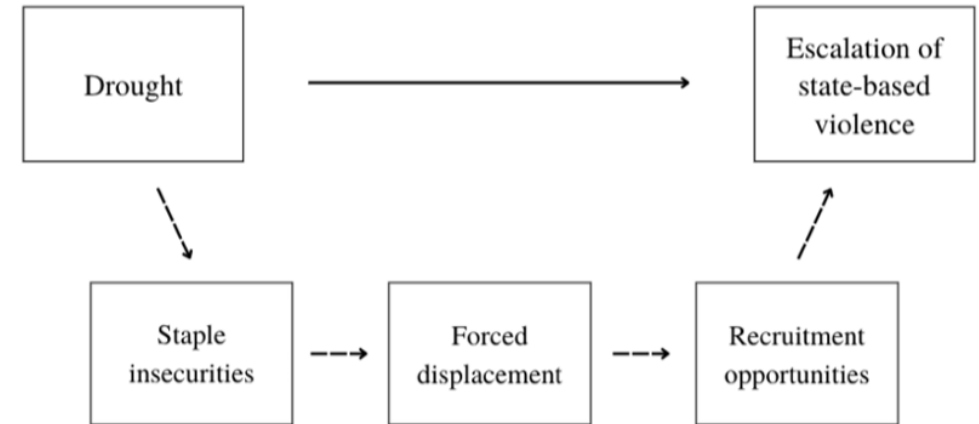 Drought
Escalation of
state-based
violence
Staple
insecurities
Forced
displacement
Recruitment
opportunities